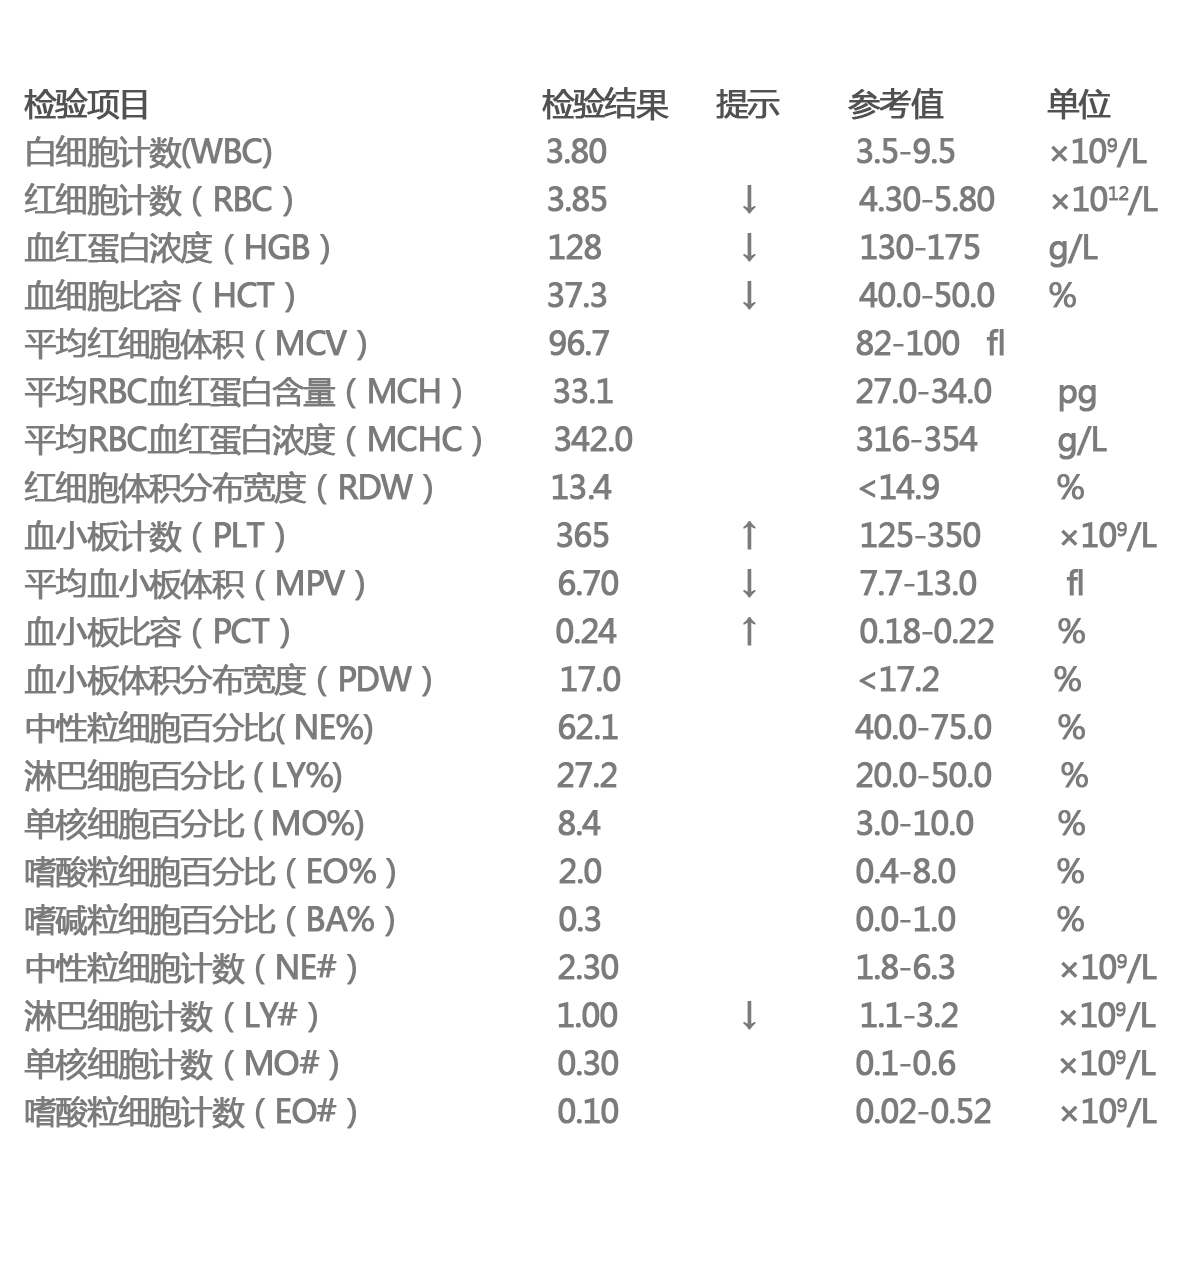 检验项目 检验结果 提示 参考值 单位
白细胞计数(WBC) 3.80 3.5-9.5 ×10⁹/L
红细胞计数（RBC） 3.85 ↓ 4.30-5.80 ×10¹²/L
血红蛋白浓度（HGB） 128 ↓ 130-175 g/L
血细胞比容（HCT） 37.3 ↓ 40.0-50.0 %
平均红细胞体积（MCV） 96.7 82-100 fl
平均RBC血红蛋白含量（MCH） 33.1 27.0-34.0 pg
平均RBC血红蛋白浓度（MCHC） 342.0 316-354 g/L
红细胞体积分布宽度（RDW） 13.4 <14.9 %
血小板计数（PLT） 365 ↑ 125-350 ×10⁹/L
平均血小板体积（MPV） 6.70 ↓ 7.7-13.0 fl
血小板比容（PCT） 0.24 ↑ 0.18-0.22 %
血小板体积分布宽度（PDW） 17.0 <17.2 %
中性粒细胞百分比( NE%) 62.1 40.0-75.0 %
淋巴细胞百分比 ( LY%) 27.2 20.0-50.0 %
单核细胞百分比 ( MO%) 8.4 3.0-10.0 %
嗜酸粒细胞百分比（EO%） 2.0 0.4-8.0 %
嗜碱粒细胞百分比（BA%） 0.3 0.0-1.0 %
中性粒细胞计数（NE#） 2.30 1.8-6.3 ×10⁹/L
淋巴细胞计数（LY#） 1.00 ↓ 1.1-3.2 ×10⁹/L
单核细胞计数（MO#） 0.30 0.1-0.6 ×10⁹/L
嗜酸粒细胞计数（EO#） 0.10 0.02-0.52 ×10⁹/L